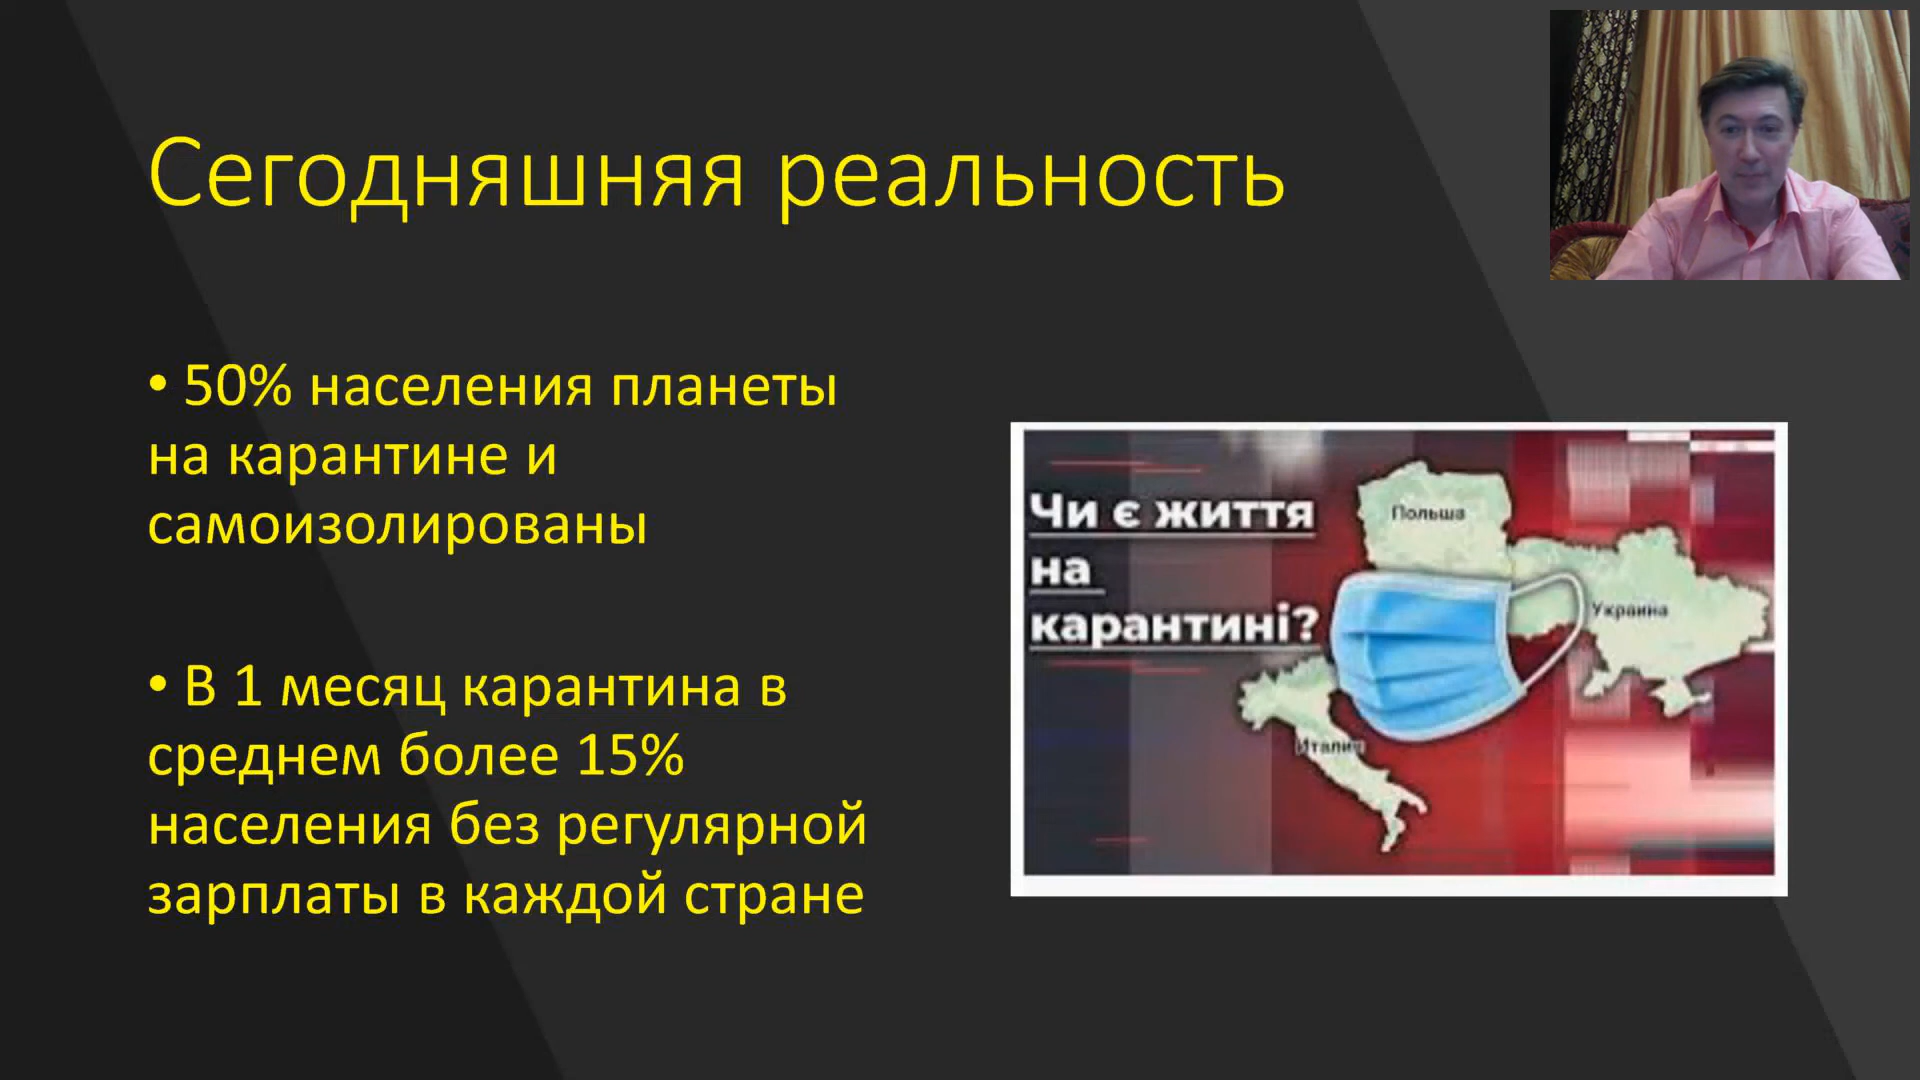 Сегодняшняя реальность
• 50% населения планеты
на карантине и
самоизолированы
• В 1 месяц карантина в
среднем более 15%
населения без регулярной
зарплаты в каждой стране
Чи є життя
на
карантині?
Польша
Украина
Италия